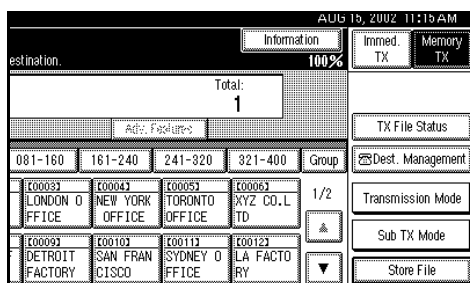 AUG 15, 2002 11:15AM
Information
Immed. TX
Memory TX
estination.
100%
Total:
1
Adv. Features
TX File Status
081-160 161-240 241-320 321-400 Group
Dest. Management
[0003] [0004] [0005] [0006]
LONDON O NEW YORK TORONTO XYZ CO.L
FFICE OFFICE OFFICE TD
1/2
Transmission Mode
Sub TX Mode
[0009] [0010] [0011] [0012]
F DETROIT SAN FRAN SYDNEY O LA FACTO
FACTORY CISCO FFICE RY
Store File